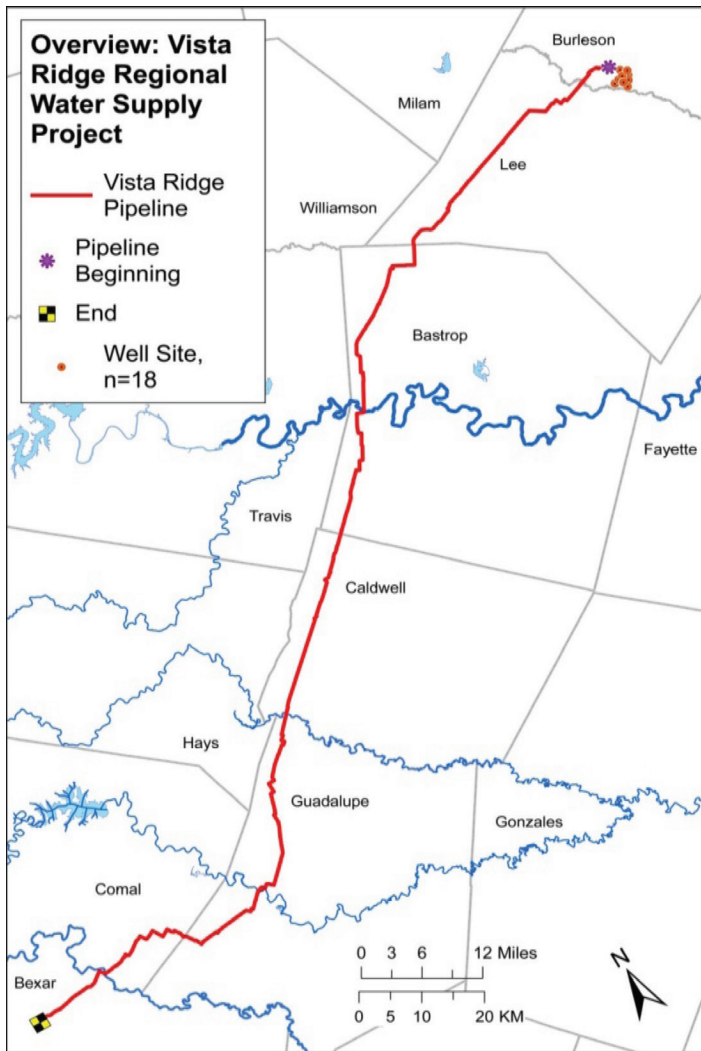 Overview: Vista
Ridge Regional
Water Supply
Project
Vista Ridge
Pipeline
Pipeline
Beginning
End
Well Site,
n=18
Burleson
Milam
Lee
Williamson
Bastrop
Fayette
Travis
Caldwell
Hays
Guadalupe
Gonzales
Comal
Bexar
0 3 6 12 Miles
0 5 10 20 KM
N